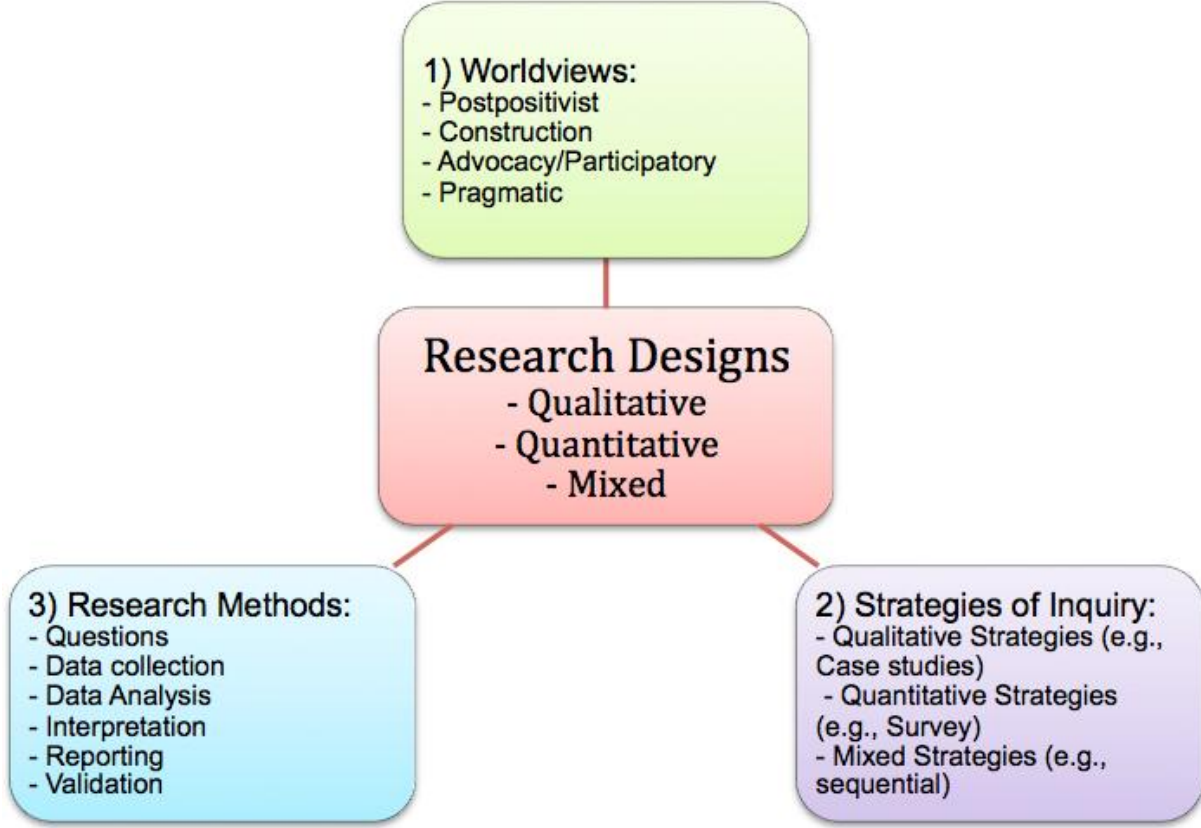 1) Worldviews:
- Postpositivist
- Construction
- Advocacy/Participatory
- Pragmatic
Research Designs
- Qualitative
- Quantitative
- Mixed
3) Research Methods:
- Questions
- Data collection
- Data Analysis
- Interpretation
- Reporting
- Validation
2) Strategies of Inquiry:
- Qualitative Strategies (e.g.,
Case studies)
- Quantitative Strategies
(e.g., Survey)
- Mixed Strategies (e.g.,
sequential)